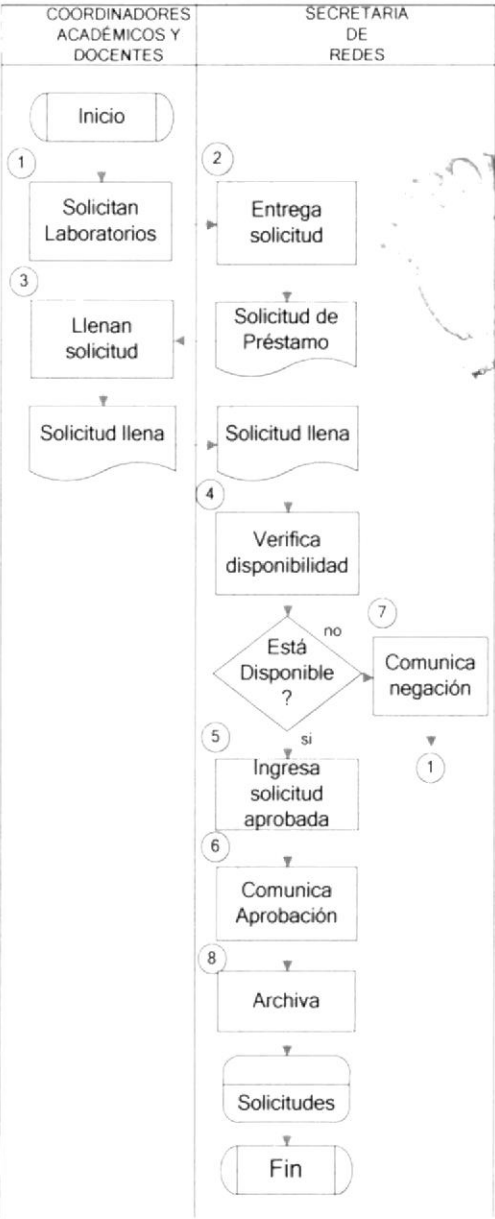 COORDINADORES
ACADÉMICOS Y
DOCENTES
SECRETARIA
DE
REDES
Inicio
1
Solicitan
Laboratorios
2
Entrega
solicitud
3
Llenan
solicitud
Solicitud de
Préstamo
Solicitud llena
Solicitud llena
4
Verifica
disponibilidad
Está
Disponible
?
no
7
Comunica
negación
1
si
5
Ingresa
solicitud
aprobada
6
Comunica
Aprobación
8
Archiva
Solicitudes
Fin